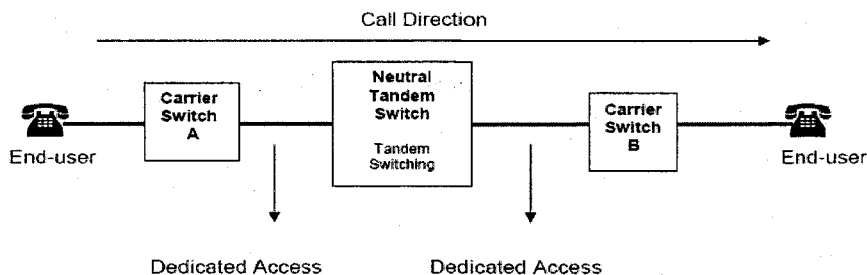 Call Direction
Neutral
Tandem
Switch
Tandem
Switching
Carrier
Switch
A
Carrier
Switch
B
End-user
End-user
Dedicated Access
Dedicated Access